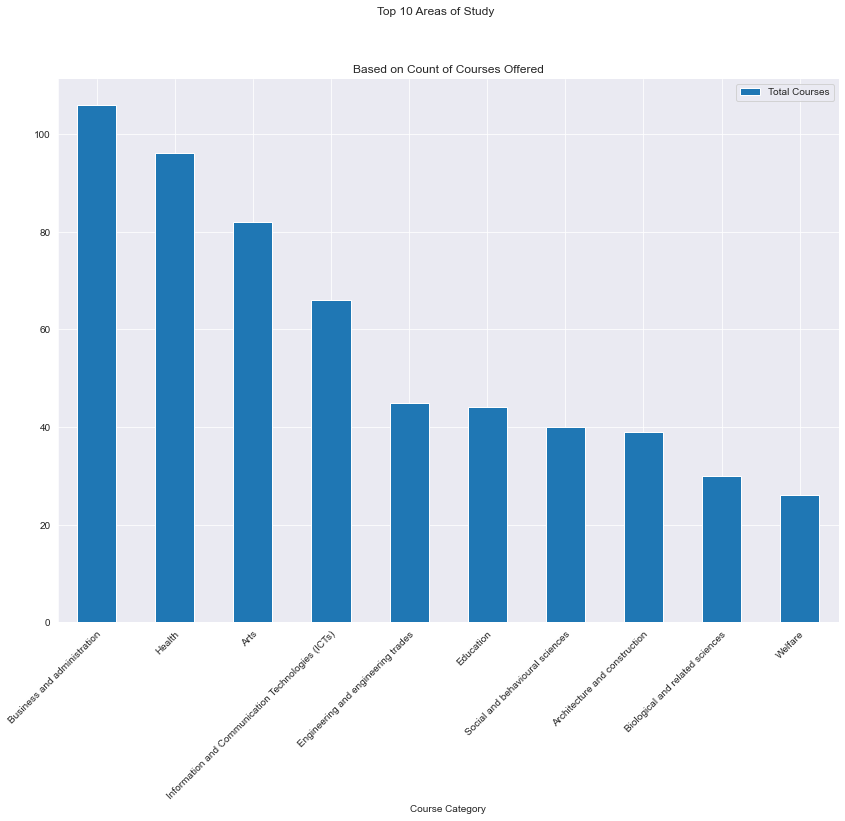 Top 10 Areas of Study
Based on Count of Courses Offered
Total Courses
100
80
60
40
20
0
Business and administration
Health
Arts
Information and Communication Technologies (ICTs)
Engineering and engineering trades
Education
Social and behavioural sciences
Architecture and construction
Biological and related sciences
Welfare
Course Category